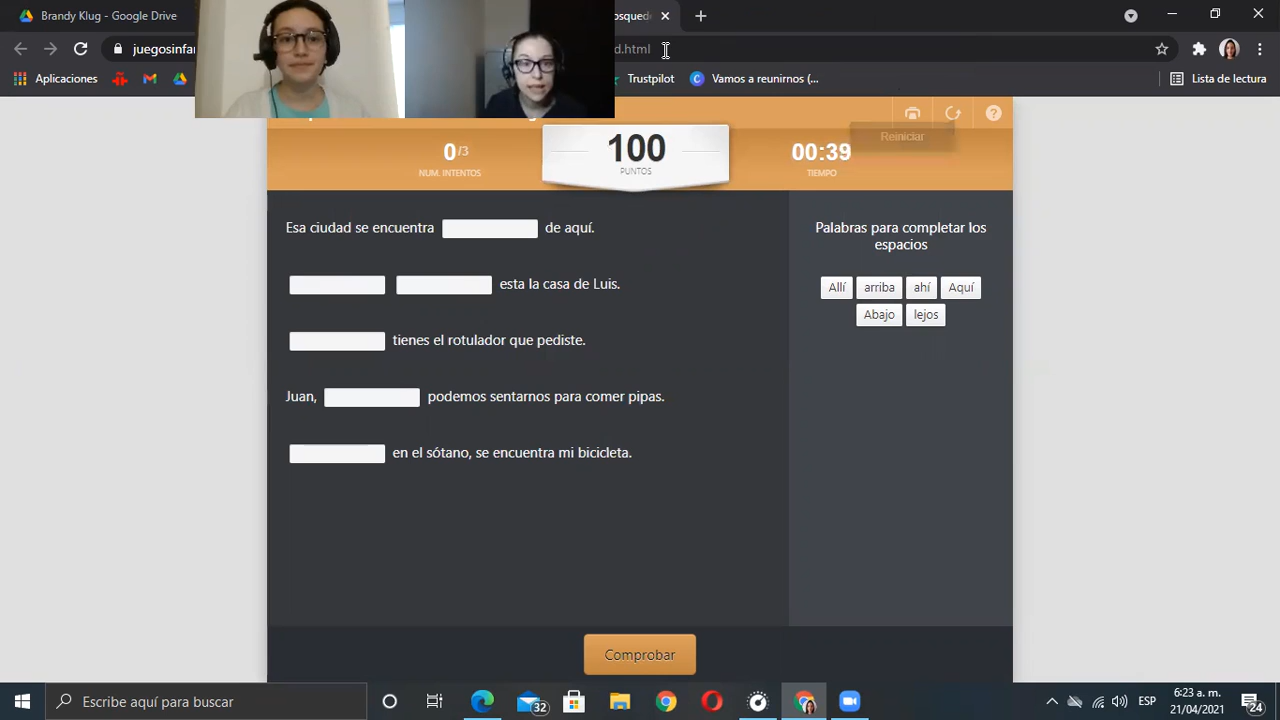 Brandy Klug - Google Drive
juegosinfa
d.html
Aplicaciones
Trustpilot
Vamos a reunirnos (...
Lista de lectura
Reiniciar
0/3
NUM. INTENTOS
100
PUNTOS
00:39
TIEMPO
Esa ciudad se encuentra de aquí.
esta la casa de Luis.
tienes el rotulador que pediste.
Juan, podemos sentarnos para comer pipas.
en el sótano, se encuentra mi bicicleta.
Palabras para completar los
espacios
Allí arriba ahí Aquí
Abajo lejos
Comprobar
Escribe aquí para buscar
32
ESP
6:23 a. m.
21/04/2021
24